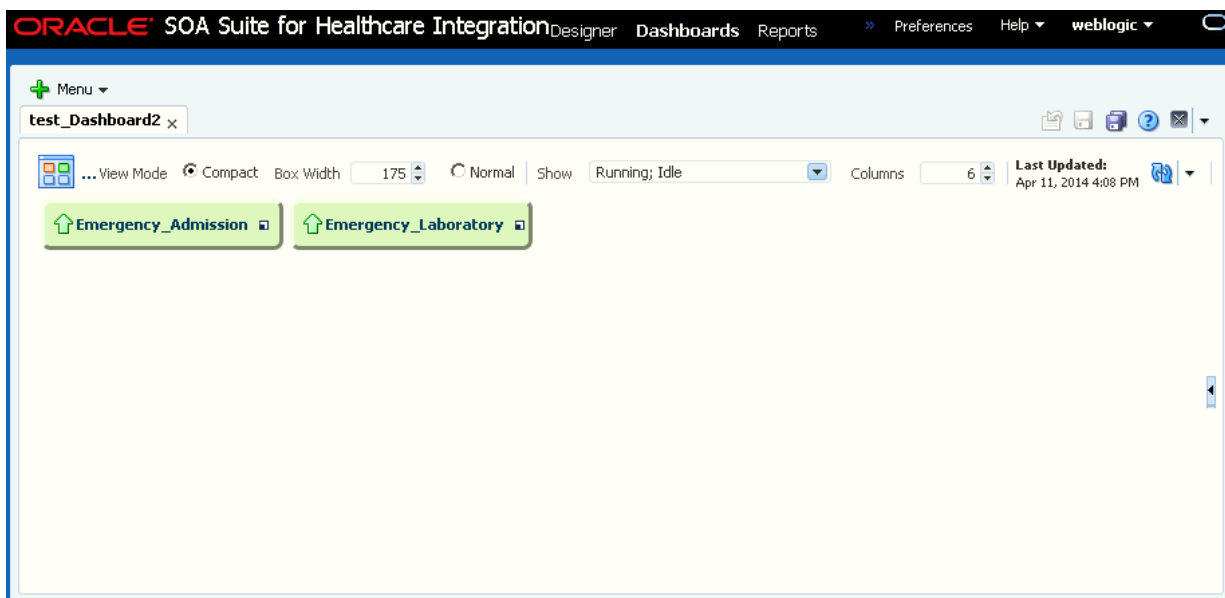 ORACLE SOA Suite for Healthcare Integration Designer Dashboards Reports » Preferences Help weblogic
Menu
test_Dashboard2 x
... View Mode Compact Box Width 175 Normal Show Running; Idle Columns 6 Last Updated:
Apr 11, 2014 4:08 PM
Emergency_Admission Emergency_Laboratory